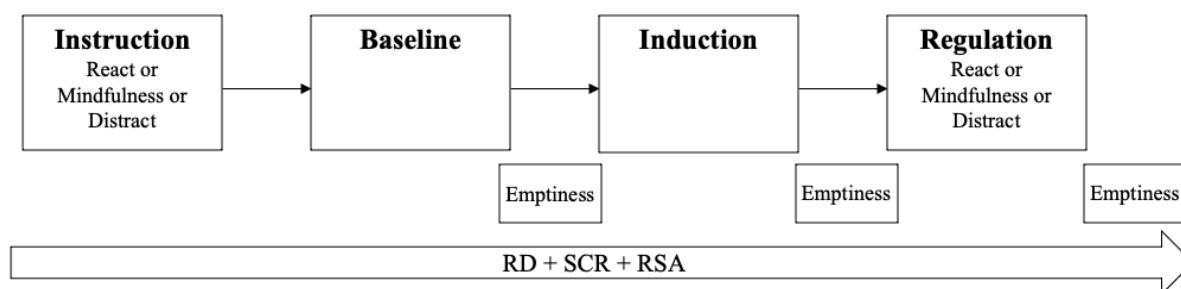 Instruction
React or
Mindfulness or
Distract
Baseline
Induction
Regulation
React or
Mindfulness or
Distract
Emptiness
Emptiness
Emptiness
RD + SCR + RSA